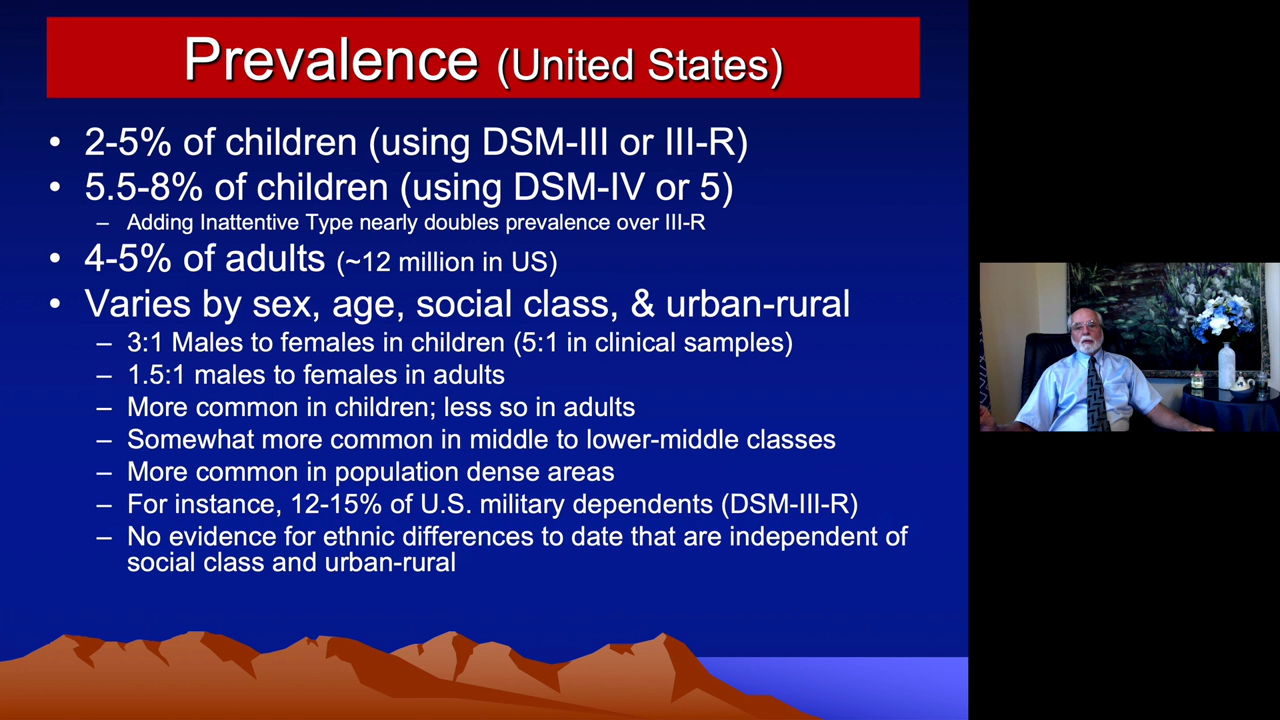 Prevalence (United States)
• 2-5% of children (using DSM-III or III-R)
• 5.5-8% of children (using DSM-IV or 5)
– Adding Inattentive Type nearly doubles prevalence over III-R
• 4-5% of adults (~12 million in US)
• Varies by sex, age, social class, & urban-rural
– 3:1 Males to females in children (5:1 in clinical samples)
– 1.5:1 males to females in adults
– More common in children; less so in adults
– Somewhat more common in middle to lower-middle classes
– More common in population dense areas
– For instance, 12-15% of U.S. military dependents (DSM-III-R)
– No evidence for ethnic differences to date that are independent of
social class and urban-rural